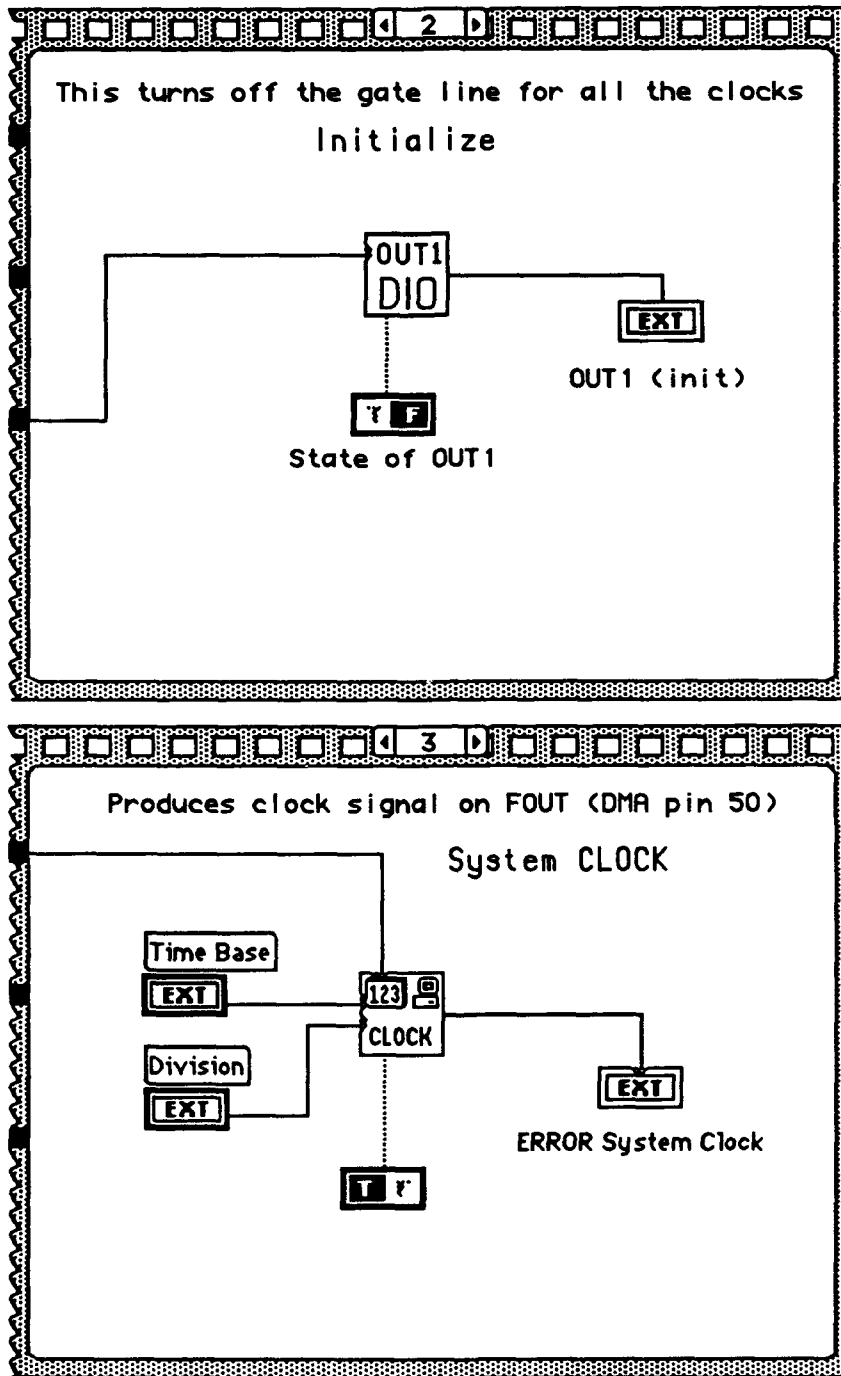 2
This turns off the gate line for all the clocks
Initialize
OUT1
DIO
EXT
OUT1 (init)
F
State of OUT1
3
Produces clock signal on FOUT (DMA pin 50)
System CLOCK
Time Base
EXT
123
CLOCK
Division
EXT
EXT
ERROR System Clock
T